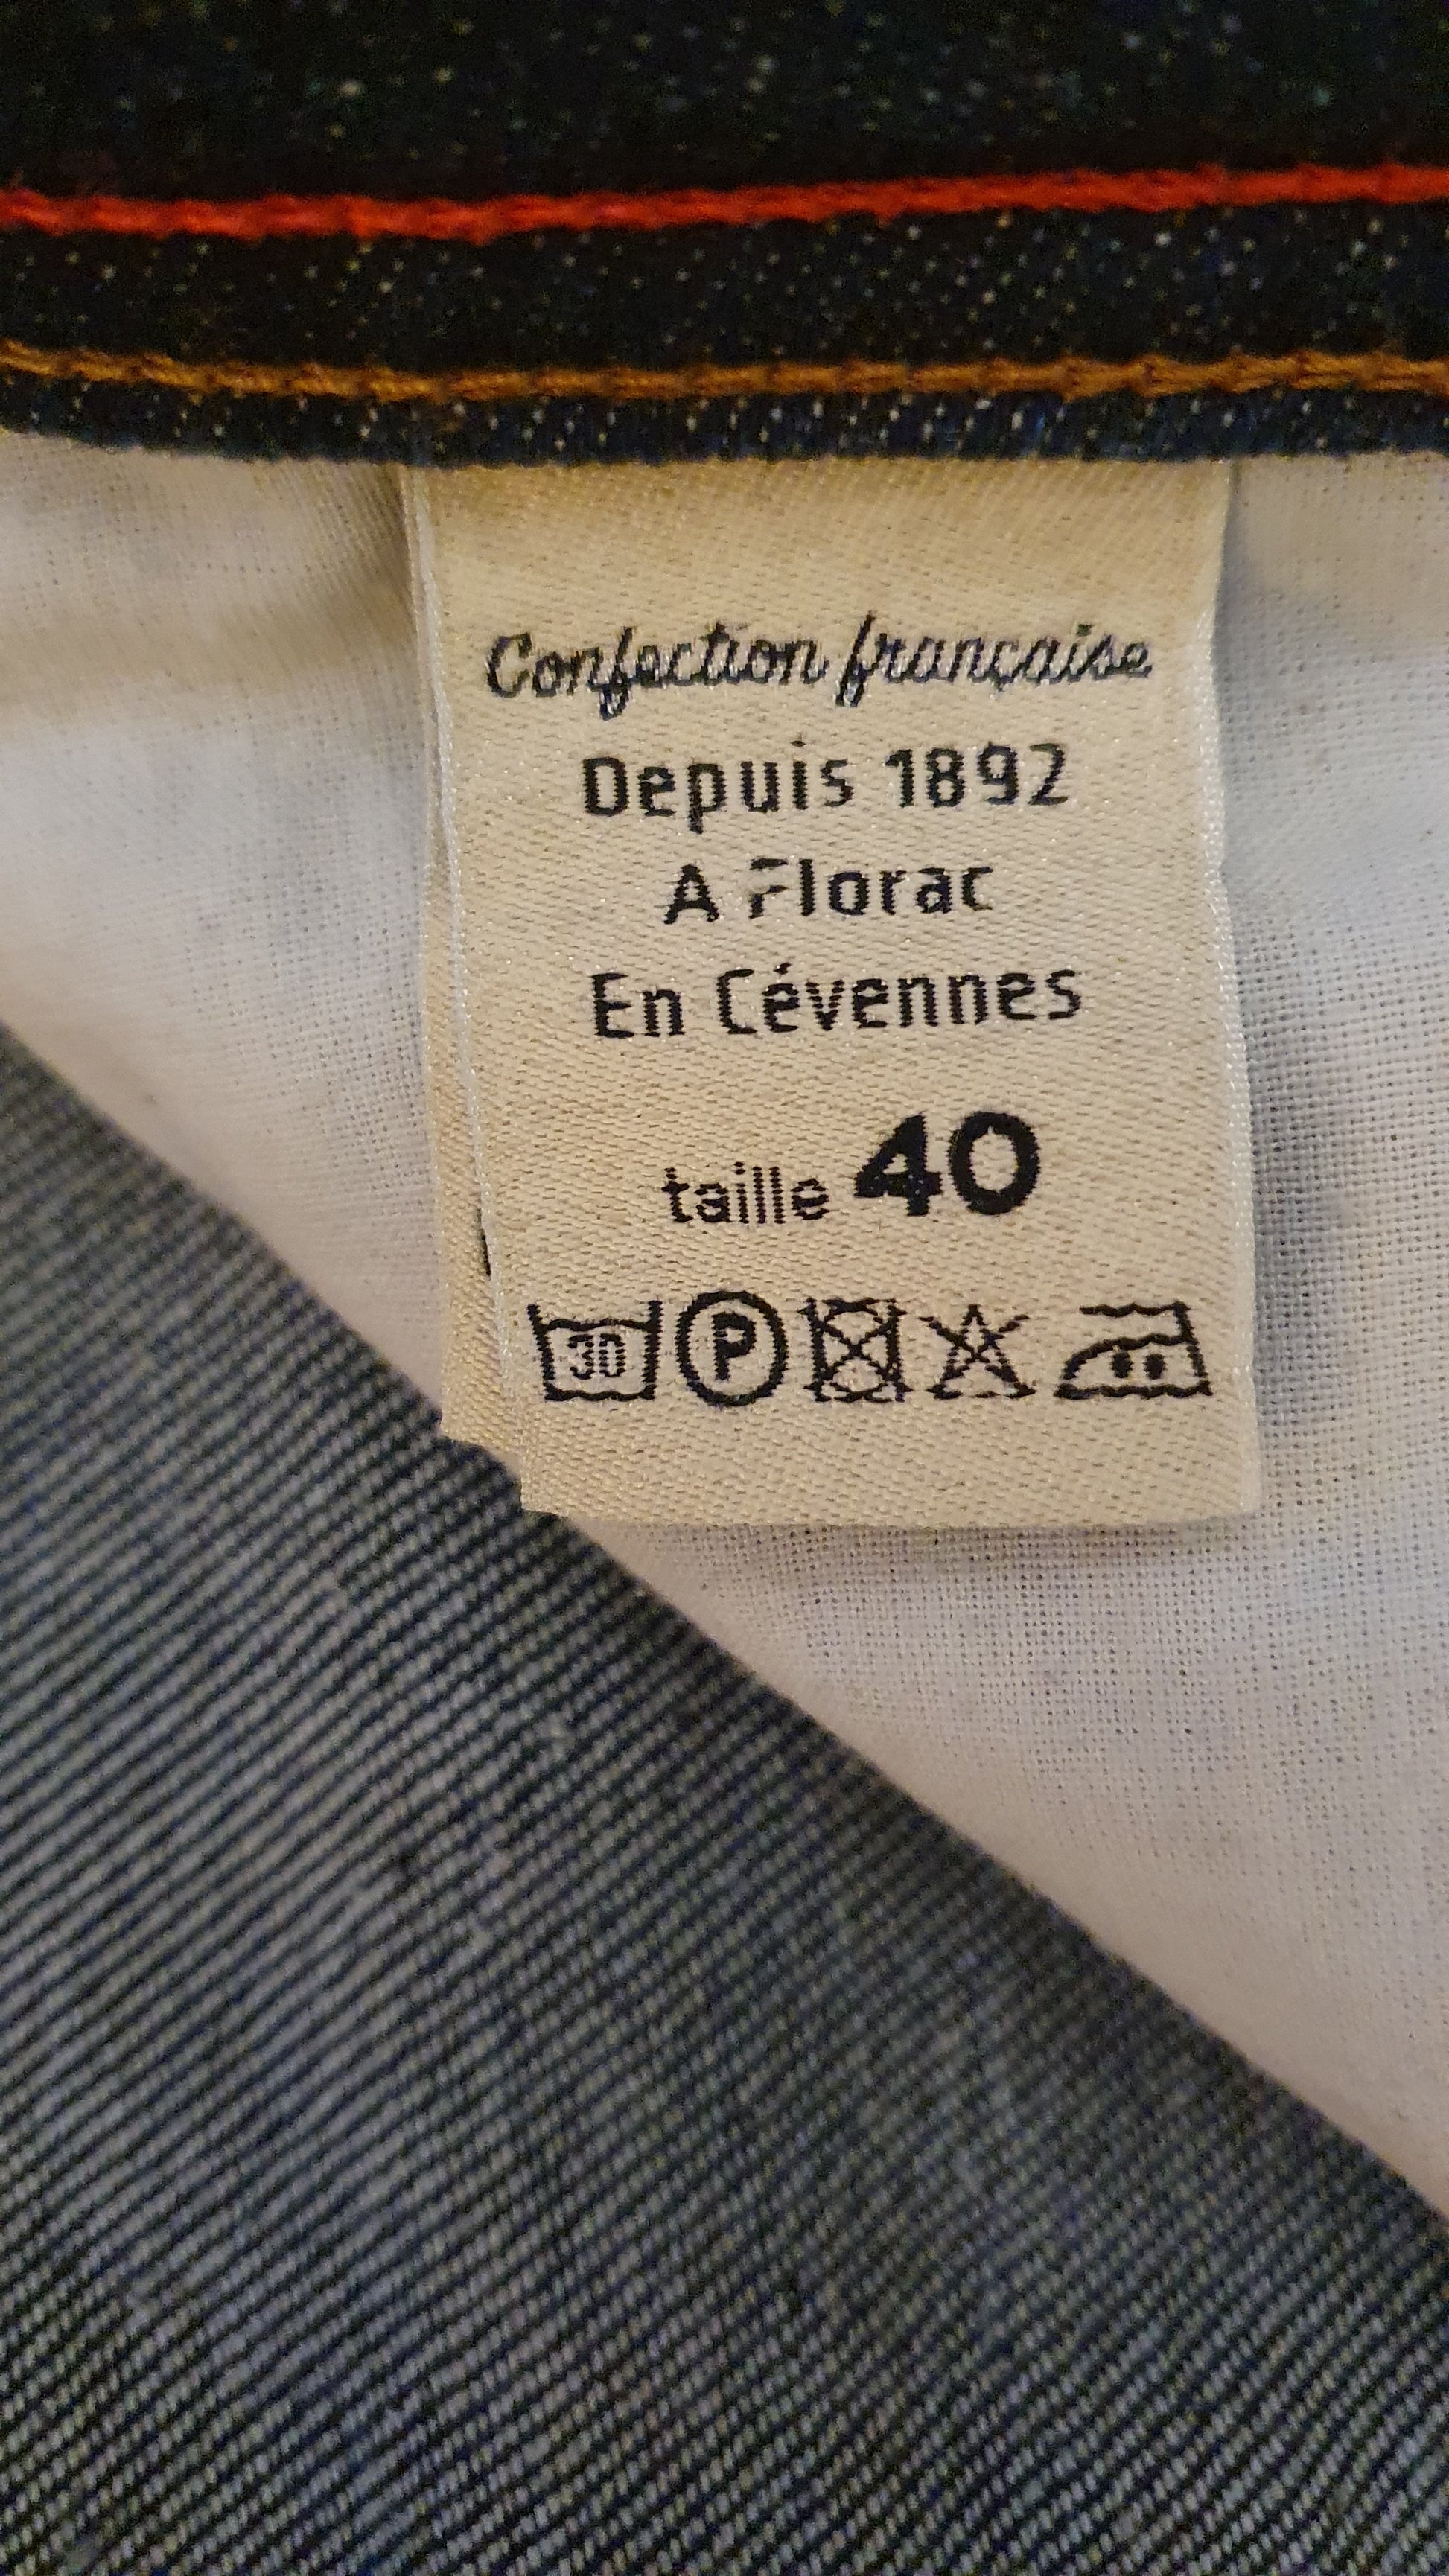 Confection française
Depuis 1892
A Florac
En Cévennes
taille 40
30 P